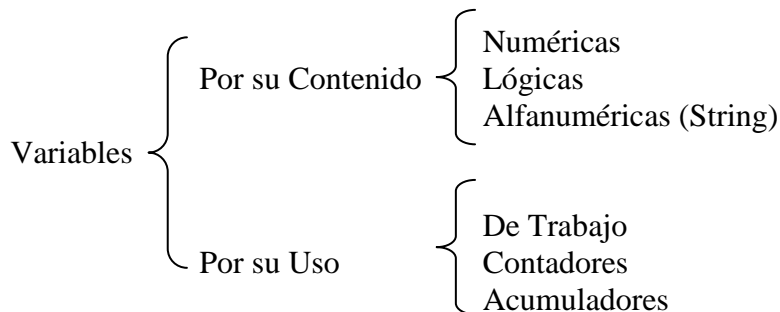 Numéricas
Por su Contenido
Lógicas
Alfanuméricas (String)
Variables
De Trabajo
Por su Uso
Contadores
Acumuladores